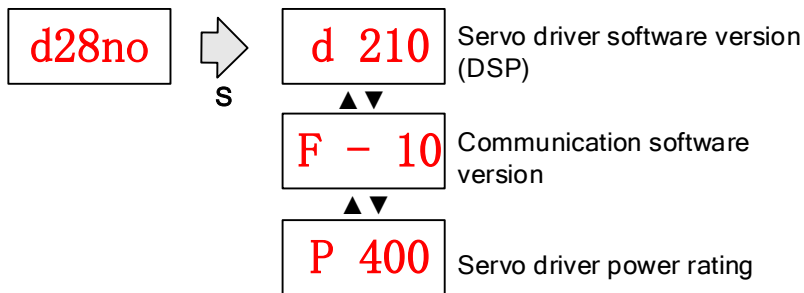 d28no
S
d 210
Servo driver software version
(DSP)
▲▼
F - 10
Communication software
version
▲▼
P 400
Servo driver power rating